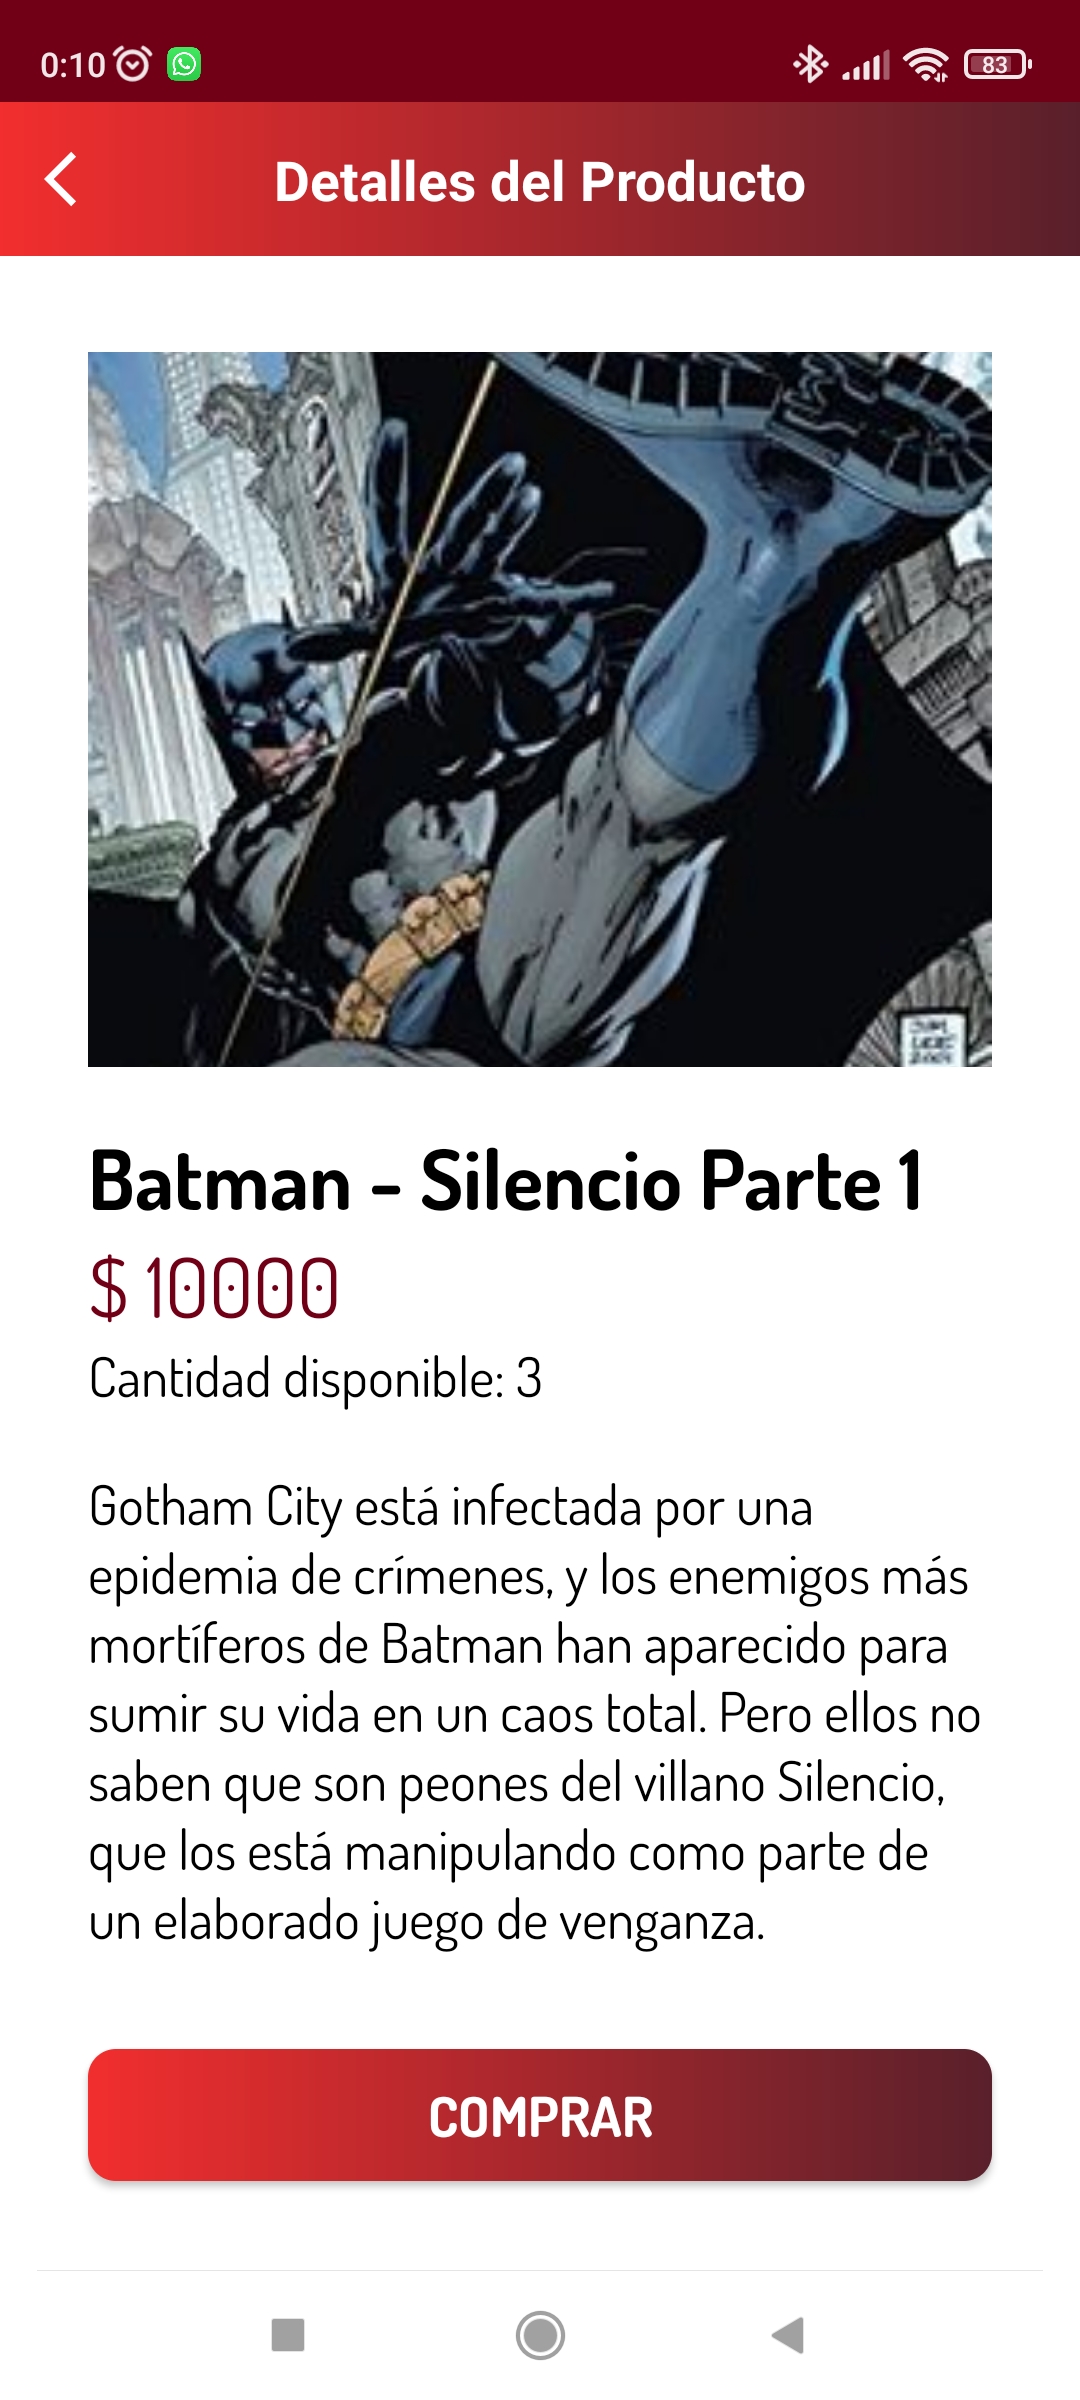 0:10
83
Detalles del Producto
Batman - Silencio Parte 1
$ 10000
Cantidad disponible: 3
Gotham City está infectada por una
epidemia de crímenes, y los enemigos más
mortíferos de Batman han aparecido para
sumir su vida en un caos total. Pero ellos no
saben que son peones del villano Silencio,
que los está manipulando como parte de
un elaborado juego de venganza.
COMPRAR